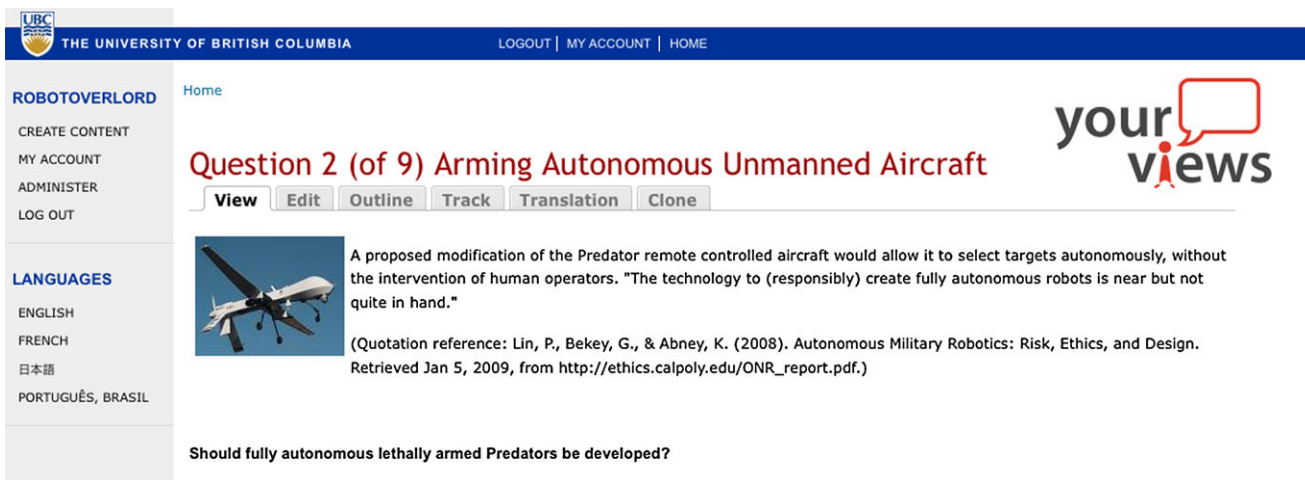 UBC
THE UNIVERSITY OF BRITISH COLUMBIA
LOGOUT | MY ACCOUNT | HOME
ROBOTOVERLORD
CREATE CONTENT
MY ACCOUNT
ADMINISTER
LOG OUT
LANGUAGES
ENGLISH
FRENCH
日本語
PORTUGUÊS, BRASIL
Home
your
views
Question 2 (of 9) Arming Autonomous Unmanned Aircraft
View Edit Outline Track Translation Clone
A proposed modification of the Predator remote controlled aircraft would allow it to select targets autonomously, without
the intervention of human operators. "The technology to (responsibly) create fully autonomous robots is near but not
quite in hand."
(Quotation reference: Lin, P., Bekey, G., & Abney, K. (2008). Autonomous Military Robotics: Risk, Ethics, and Design.
Retrieved Jan 5, 2009, from http://ethics.calpoly.edu/ONR_report.pdf.)
Should fully autonomous lethally armed Predators be developed?